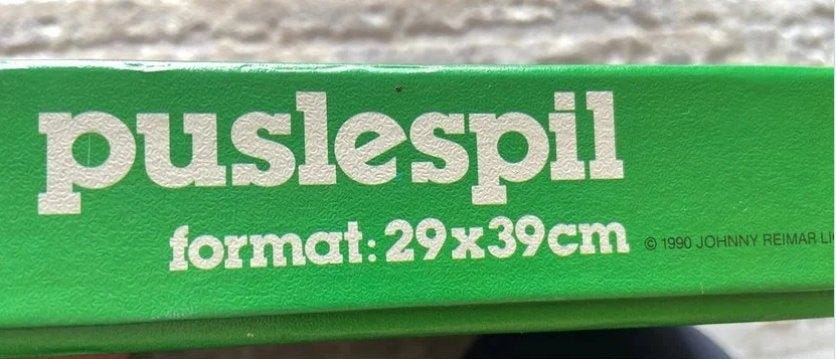 puslespil
format: 29x39cm
© 1990 JOHNNY REIMAR